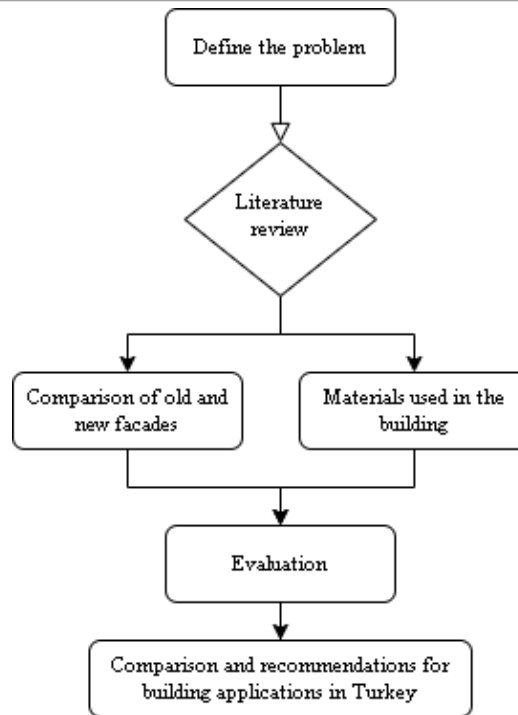 Define the problem
Literature
review
Comparison of old and
new facades
Materials used in the
building
Evaluation
Comparison and recommendations for
building applications in Turkey